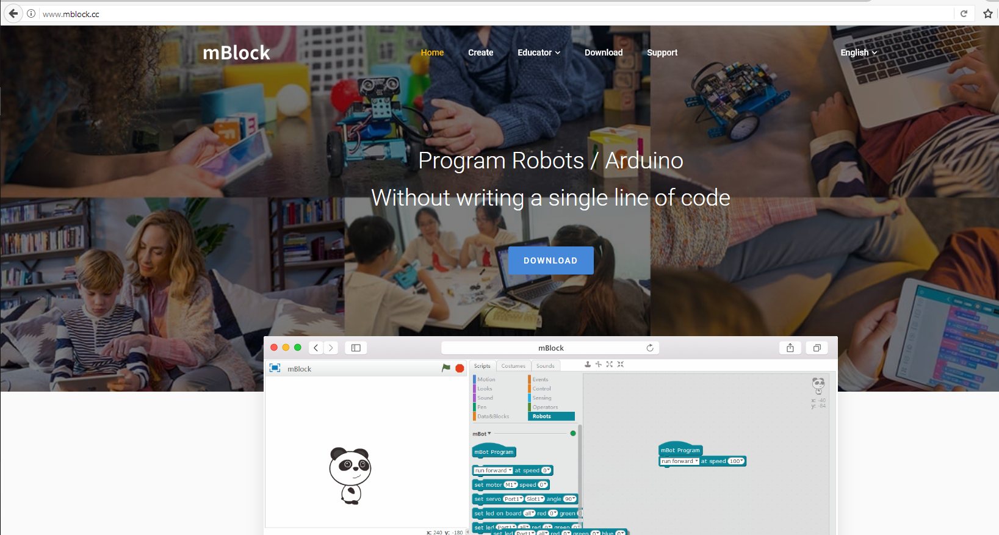 www.mblock.cc
mBlock
Home Create Educator Download Support English
Program Robots / Arduino
Without writing a single line of code
DOWNLOAD
mBlock
mBlock
Scripts Costumes Sounds
Motion Events
Looks Control
Sound Sensing
Pen Operators
Data&Blocks Robots
x: -40
y: -84
mBot
mBot Program
run forward at speed 0
set motor M1 speed 0
set servo Port1 Slot1 angle 90
set led on board all red 0 green
set led Port1 all red 0 green 0
set led Port1 all red 0 green 0 blue 0
mBot Program
run forward at speed 100
x: 240 y: -180